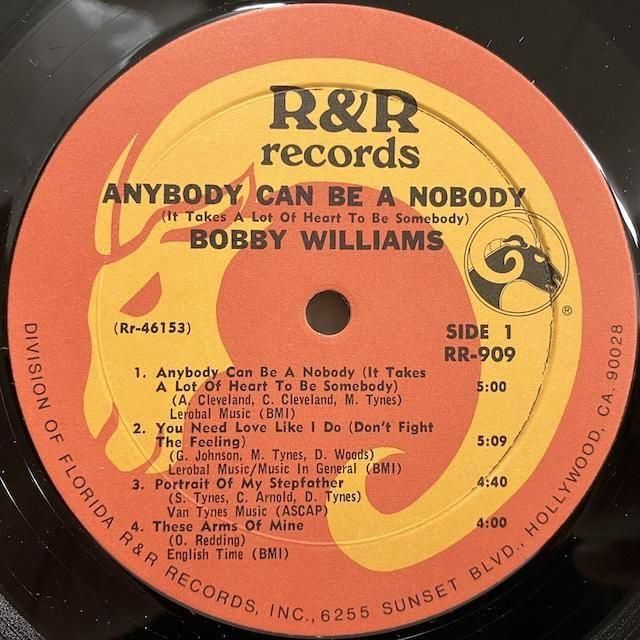 R&R
records
ANYBODY CAN BE A NOBODY
(It Takes A Lot Of Heart To Be Somebody)
BOBBY WILLIAMS
®
(Rr-46153)
SIDE 1
RR-909
1. Anybody Can Be A Nobody (It Takes
A Lot Of Heart To Be Somebody) 5:00
(A. Cleveland, C. Cleveland, M. Tynes)
Lerobal Music (BMI)
2. You Need Love Like I Do (Don't Fight
The Feeling) 5:09
(G. Johnson, M. Tynes, D. Woods)
Lerobal Music/Music In General (BMI)
3. Portrait Of My Stepfather 4:40
(S. Tynes, C. Arnold, D. Tynes)
Van Tynes Music (ASCAP)
4. These Arms Of Mine 4:00
(O. Redding)
English Time (BMI)
DIVISION OF FLORIDA R&R RECORDS, INC., 6255 SUNSET BLVD., HOLLYWOOD, CA. 90028